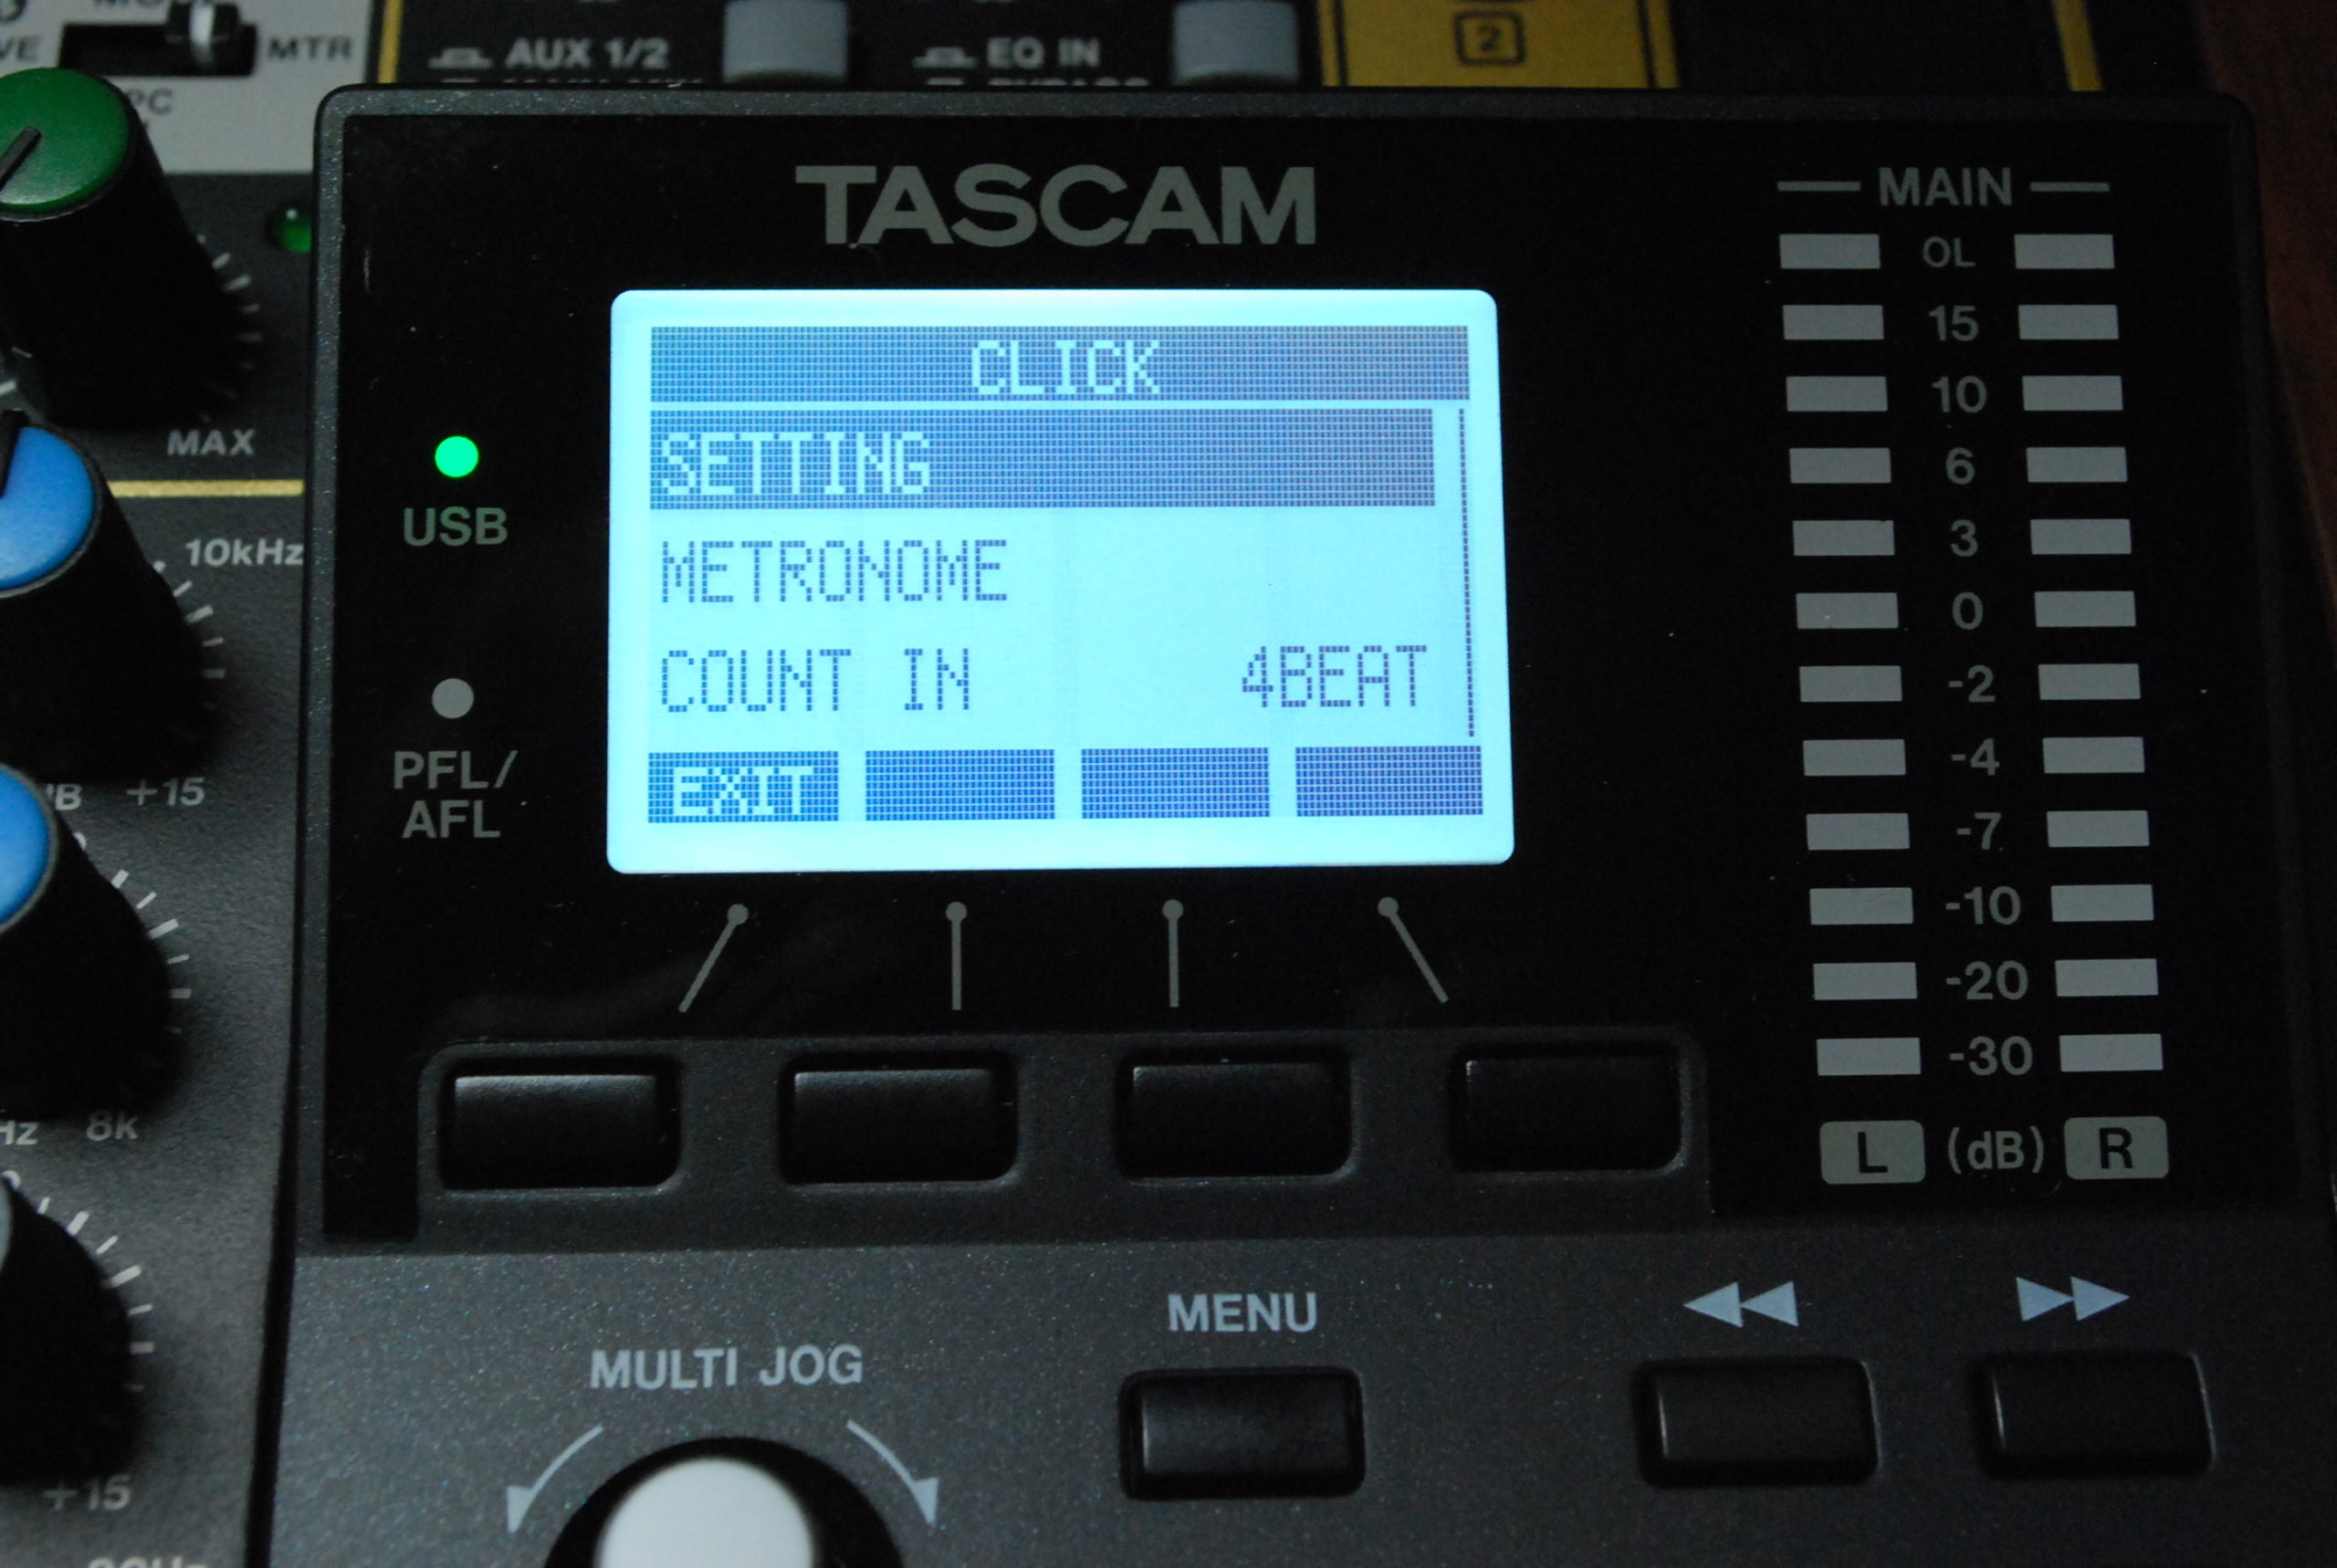 MTR
AUX 1/2
EQ IN
2
TASCAM
MAIN
OL
15
10
6
3
0
-2
-4
-7
-10
-20
-30
L (dB) R
CLICK
SETTING
METRONOME
COUNT IN 4BEAT
EXIT
USB
PFL/
AFL
MAX
10kHz
+15
8k
+15
MULTI JOG
MENU